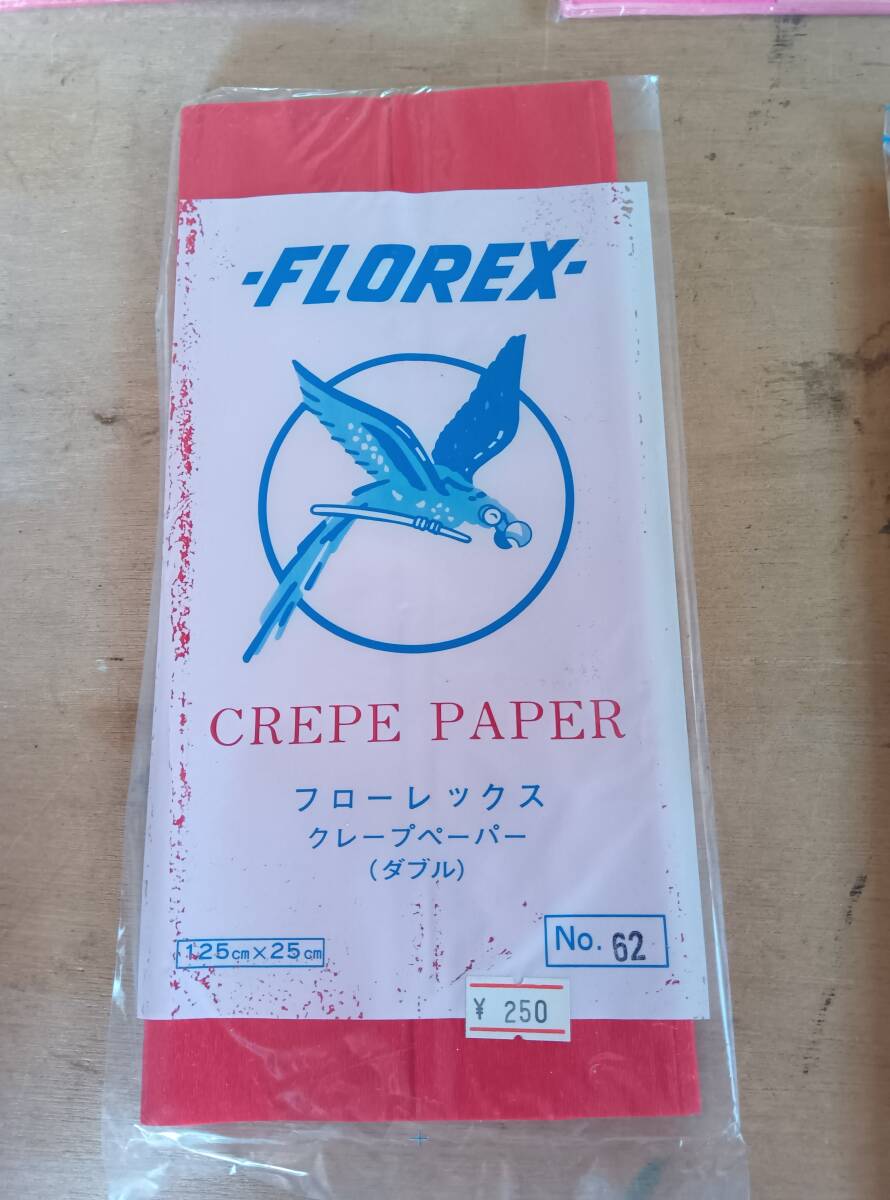 -FLOREX-
CREPE PAPER
フローレックス
クレープペーパー
(ダブル)
125cm×25cm
No. 62
¥ 250